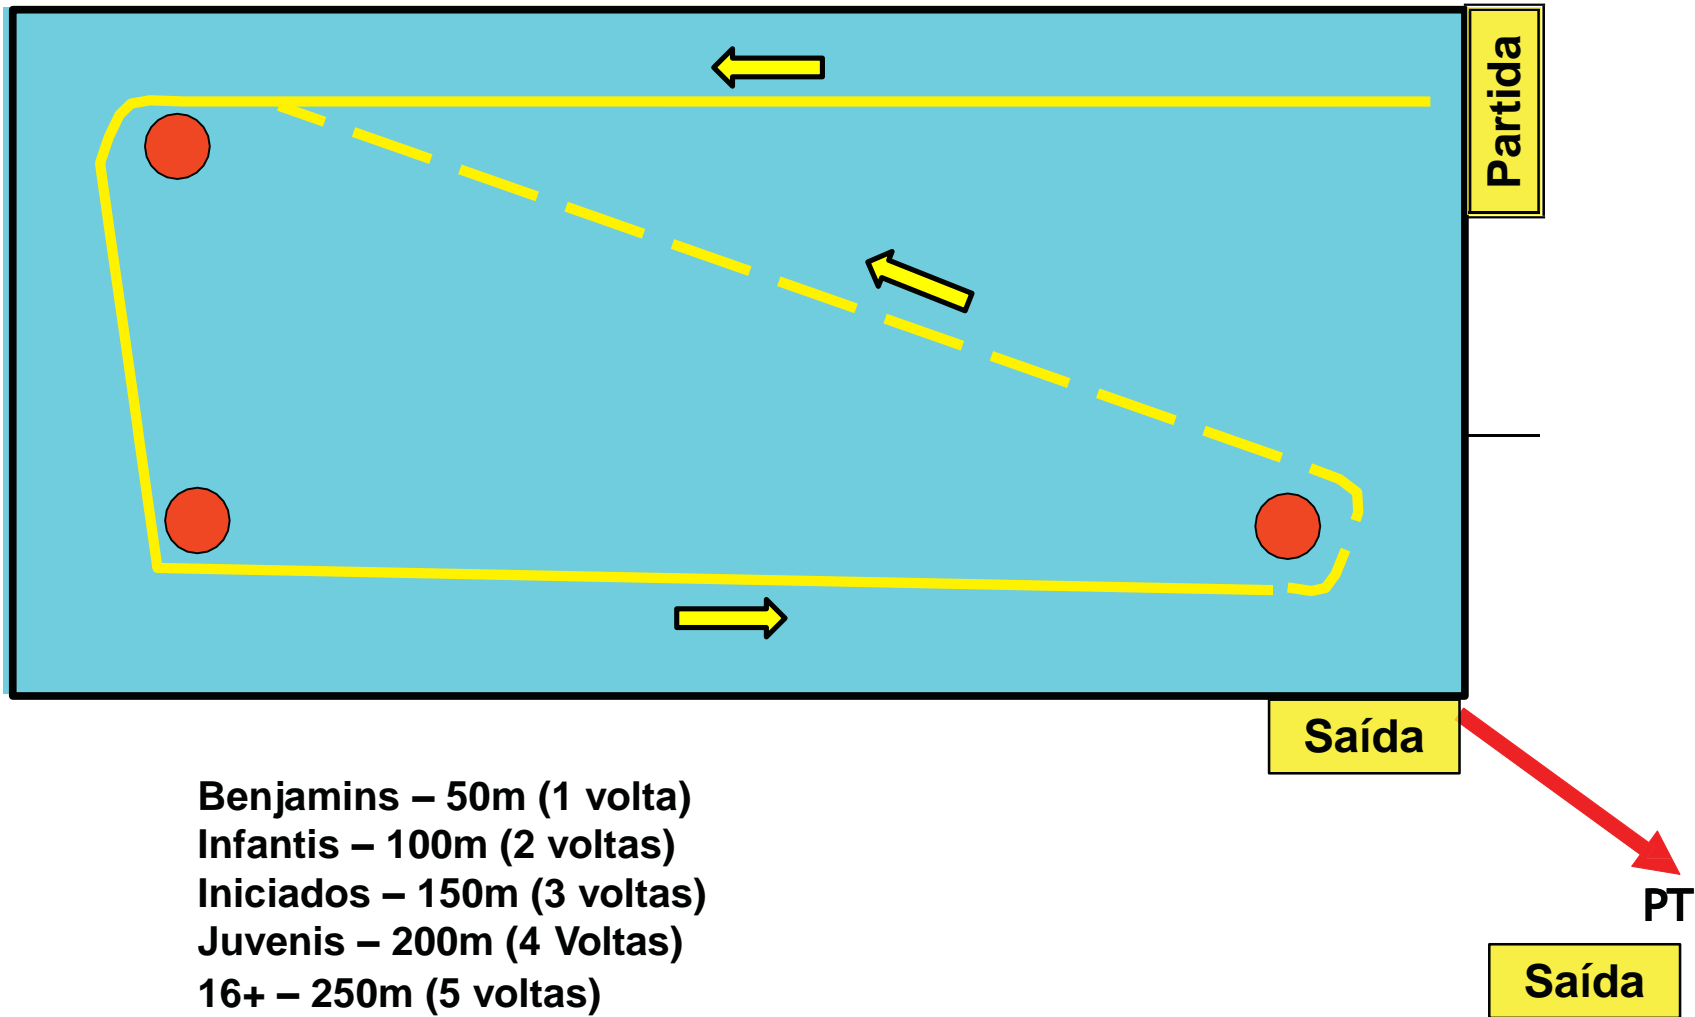 Partida
Saída
Benjamins – 50m (1 volta)
Infantis – 100m (2 voltas)
Iniciados – 150m (3 voltas)
Juvenis – 200m (4 Voltas)
16+ – 250m (5 voltas)
PT
Saída